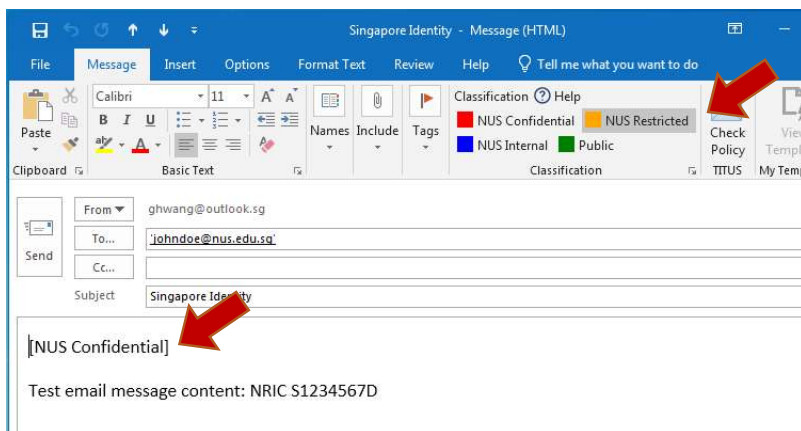 Singapore Identity - Message (HTML)
File Message Insert Options Format Text Review Help Tell me what you want to do
Calibri 11 A A
Classification ? Help
B I U
NUS Confidential NUS Restricted
Paste
aby A
Names Include Tags
NUS Internal Public
Check Policy
Clipboard Basic Text Classification TITUS My Temp
From ghwang@outlook.sg
To... 'johndoe@nus.edu.sg'
Send
Cc...
Subject Singapore Identity
[NUS Confidential]
Test email message content: NRIC S1234567D